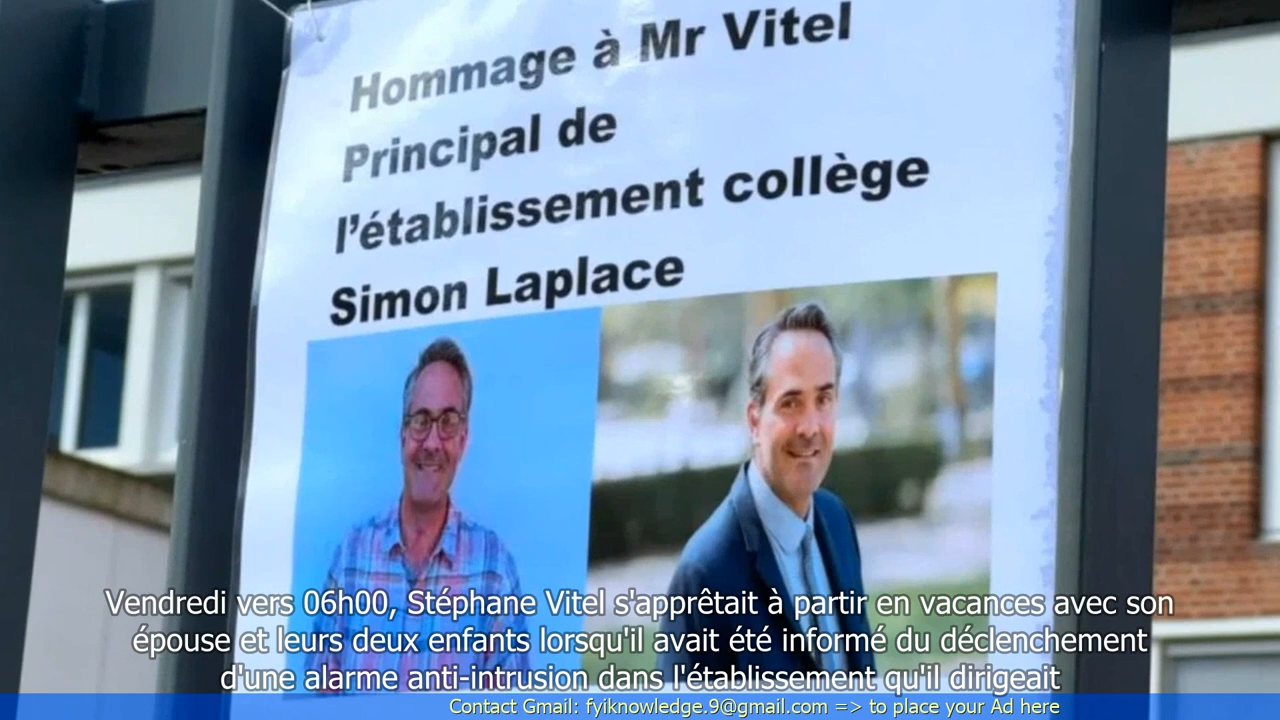 Hommage à Mr Vitel
Principal de
l'établissement collège
Simon Laplace
Vendredi vers 06h00, Stéphane Vitel s'apprêtait à partir en vacances avec son
épouse et leurs deux enfants lorsqu'il avait été informé du déclenchement
d'une alarme anti-intrusion dans l'établissement qu'il dirigeait
Contact Gmail: fyiknowledge.9@gmail.com => to place your Ad here